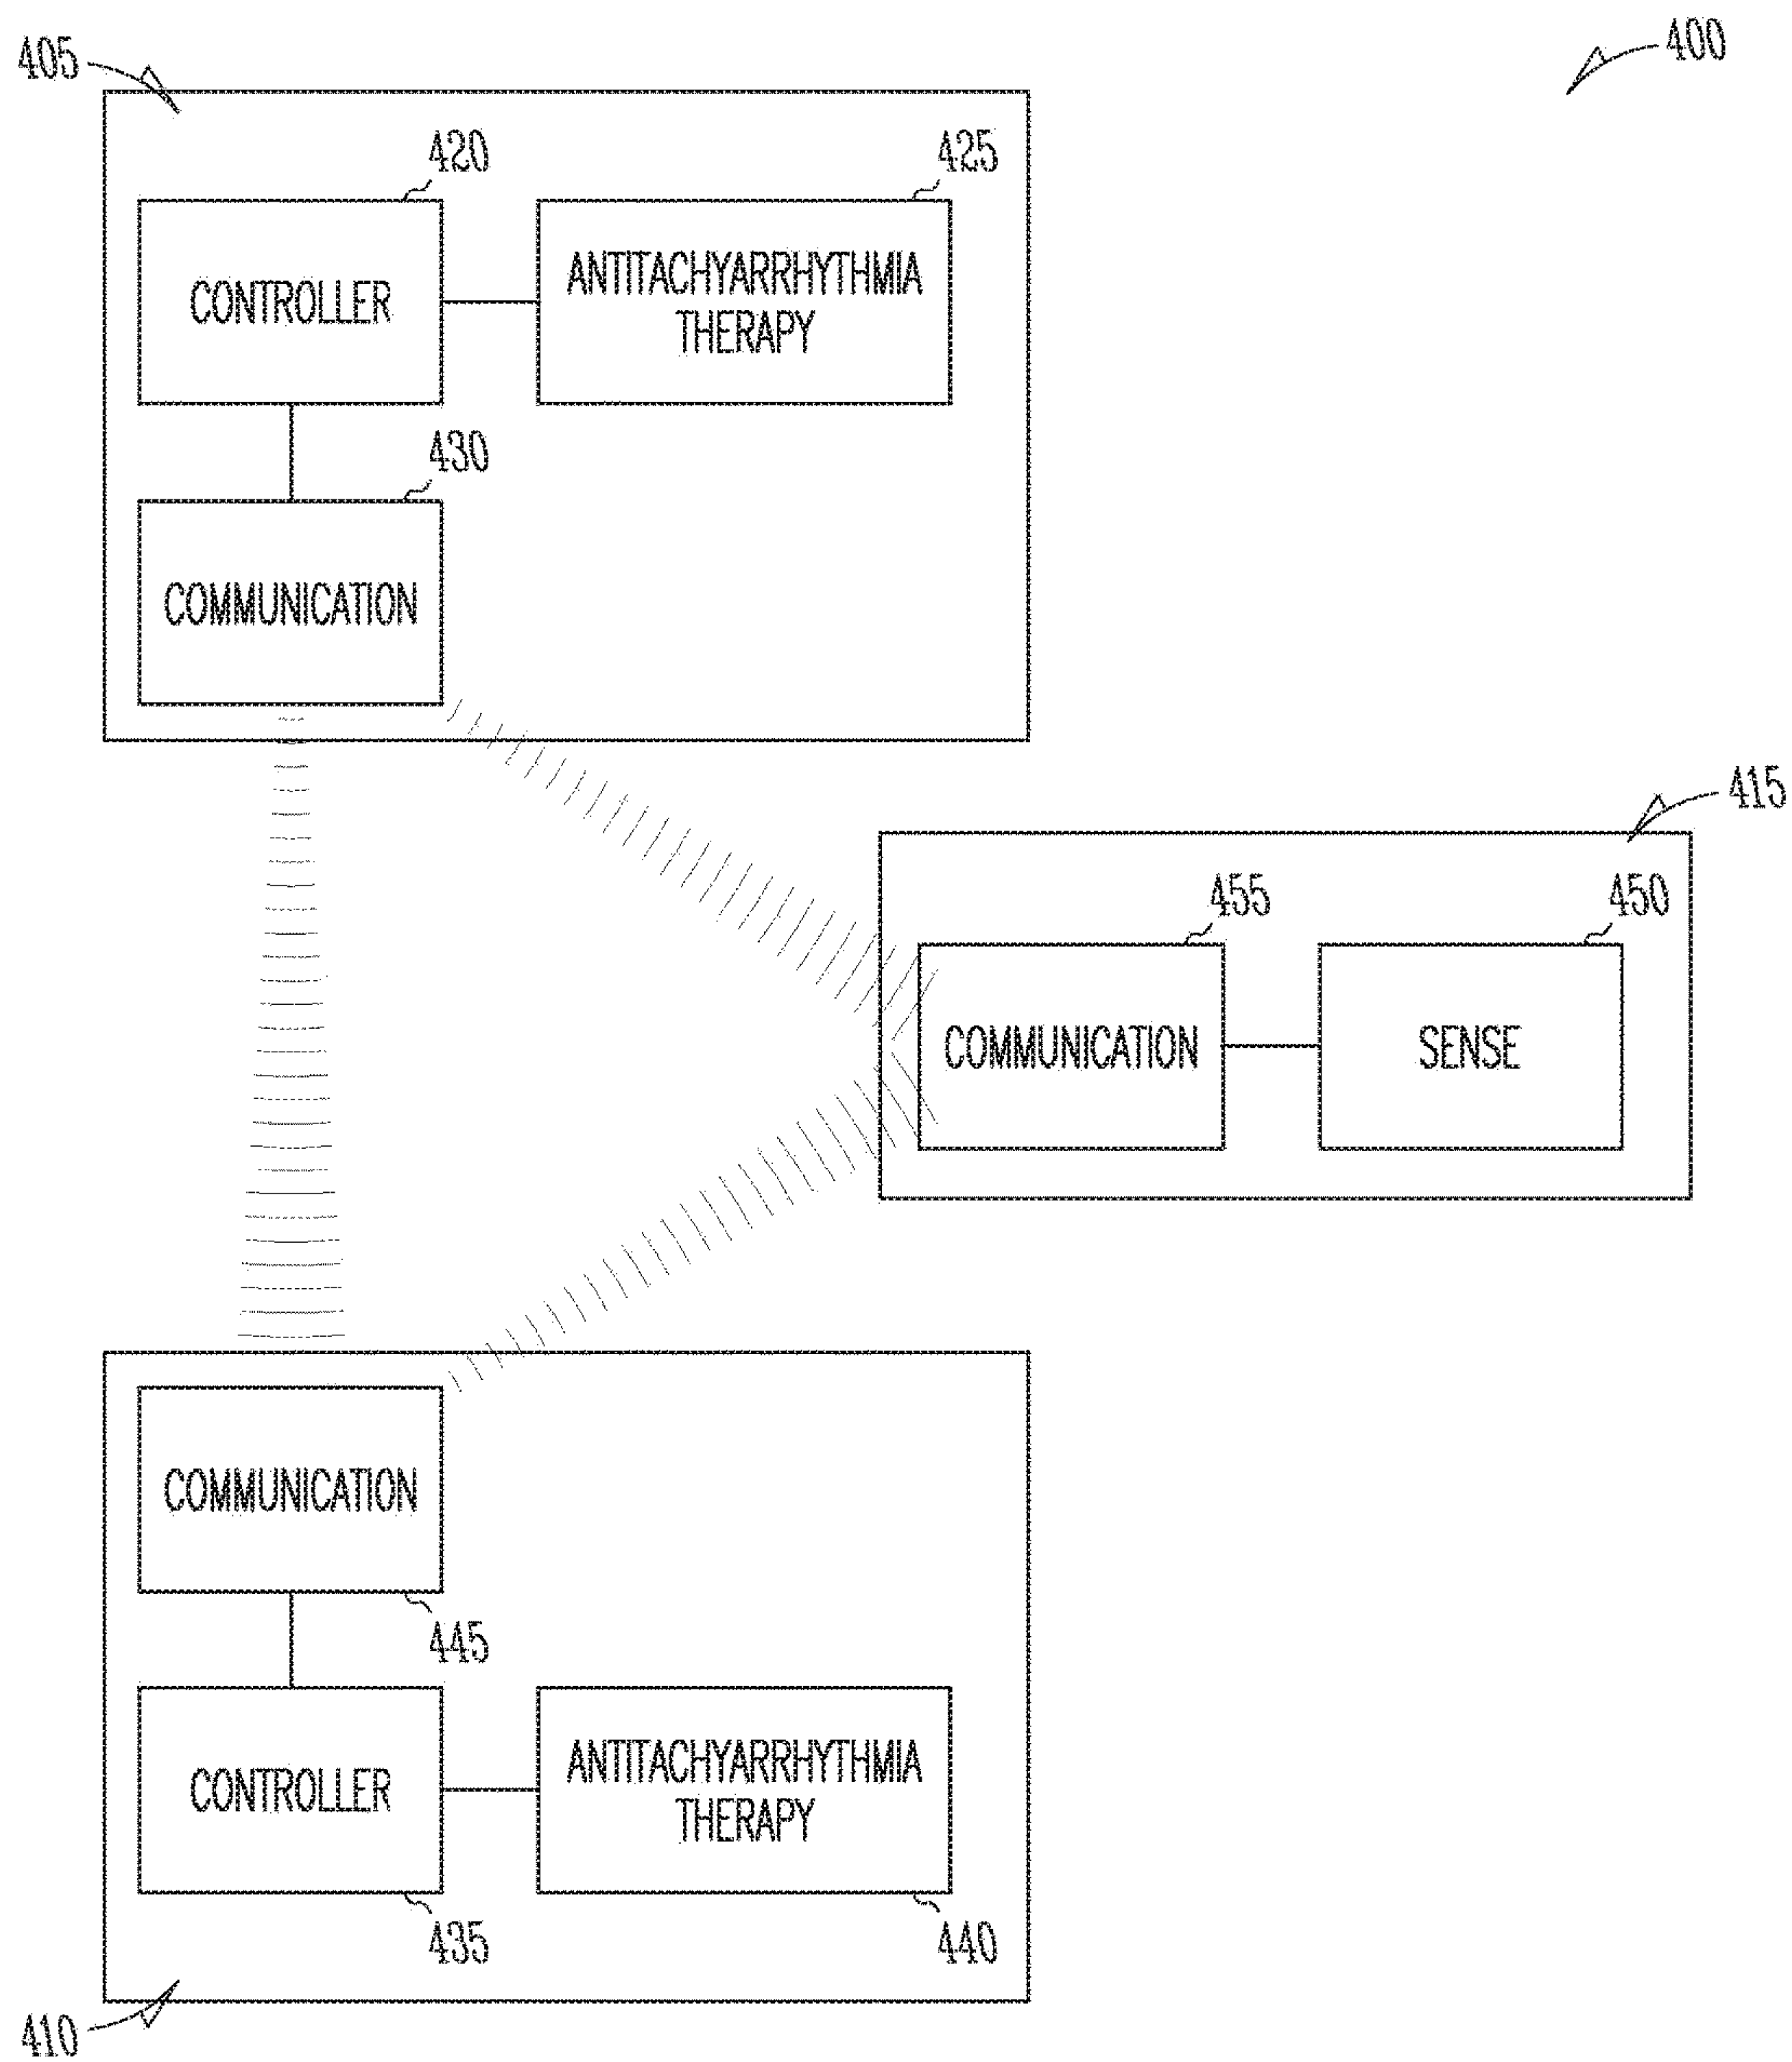 400
405
420
425
CONTROLLER
ANTITACHYARRHYTHMIA
THERAPY
430
COMMUNICATION
415
455
450
COMMUNICATION
SENSE
COMMUNICATION
445
CONTROLLER
ANTITACHYARRHYTHMIA
THERAPY
435
440
410